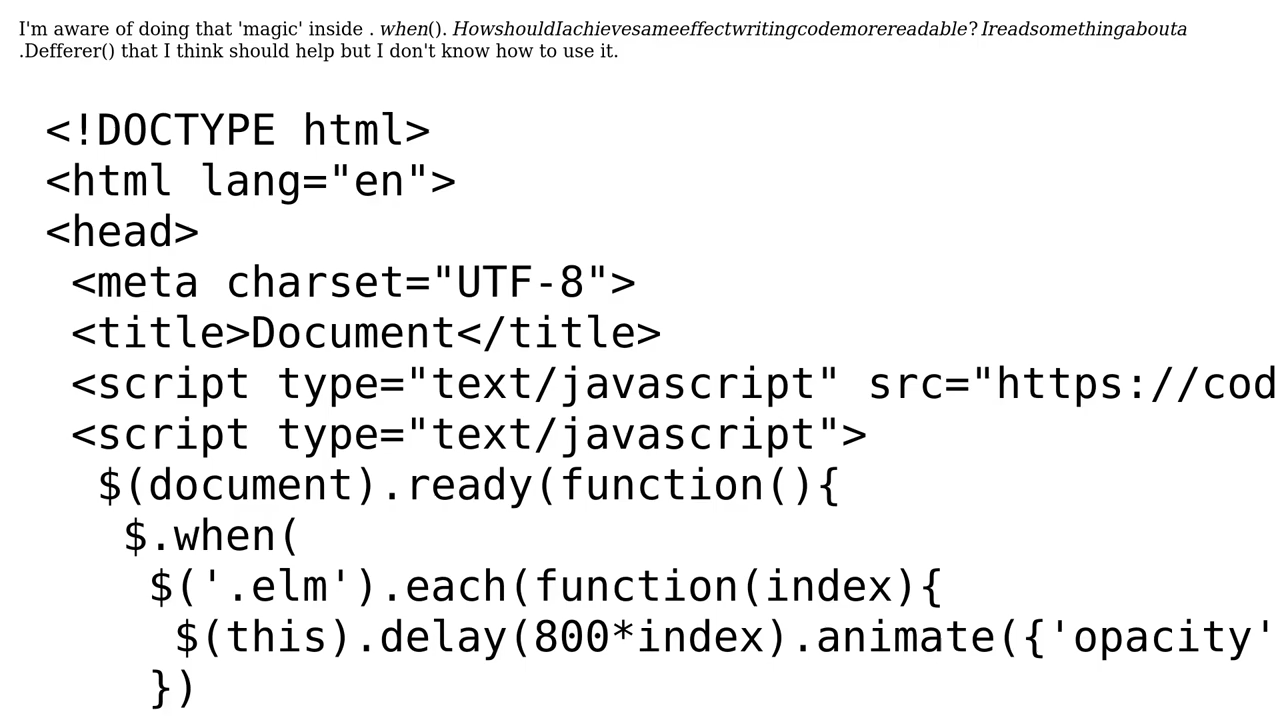 I'm aware of doing that 'magic' inside . when(). HowshouldIachievesameeffectwritingcodemorereadable? Ireadsomethingabouta
.Defferer() that I think should help but I don't know how to use it.
<!DOCTYPE html>
<html lang="en">
<head>
<meta charset="UTF-8">
<title>Document</title>
<script type="text/javascript" src="https://cod
<script type="text/javascript">
$(document).ready(function(){
$.when(
$('.elm').each(function(index){
$(this).delay(800*index).animate({'opacity'
})